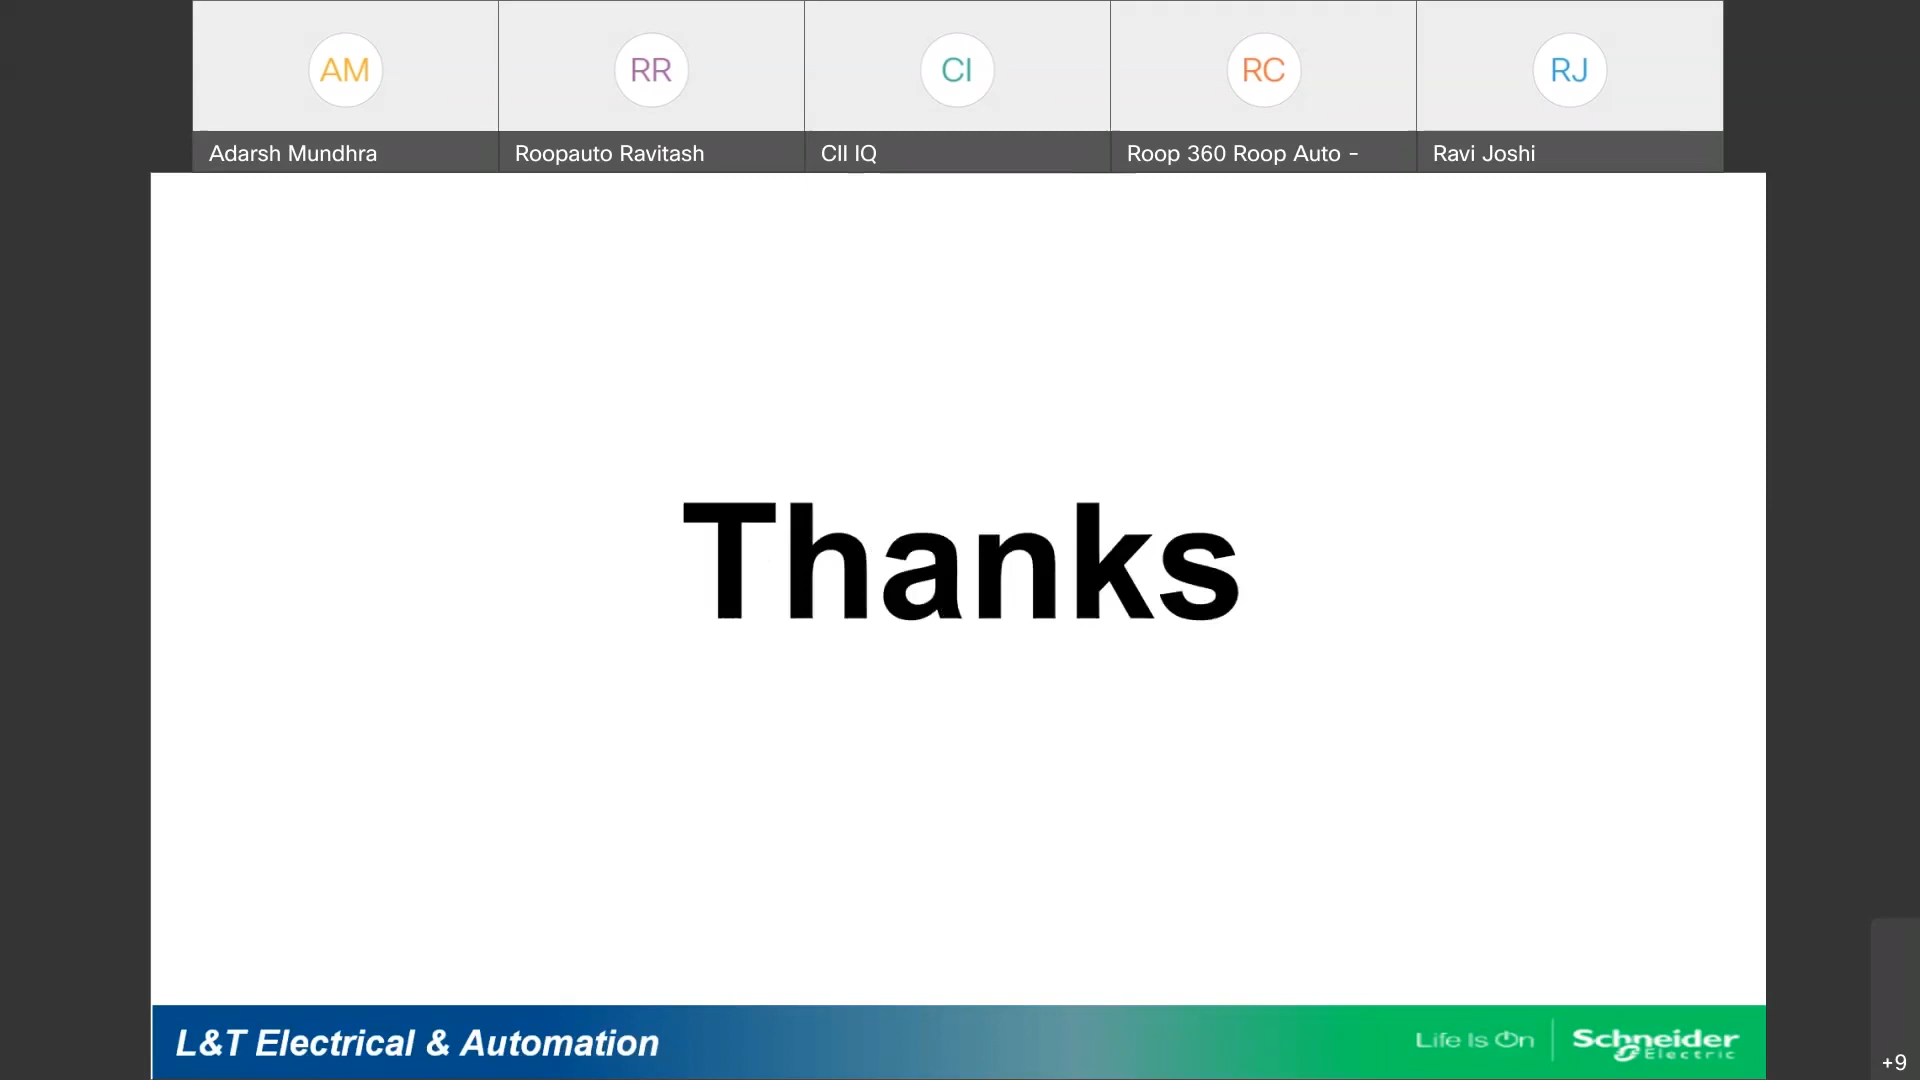 AM
RR
CI
RC
RJ
Adarsh Mundhra
Roopauto Ravitash
CII IQ
Roop 360 Roop Auto -
Ravi Joshi
Thanks
L&T Electrical & Automation
Life Is On
Schneider
Electric
+9